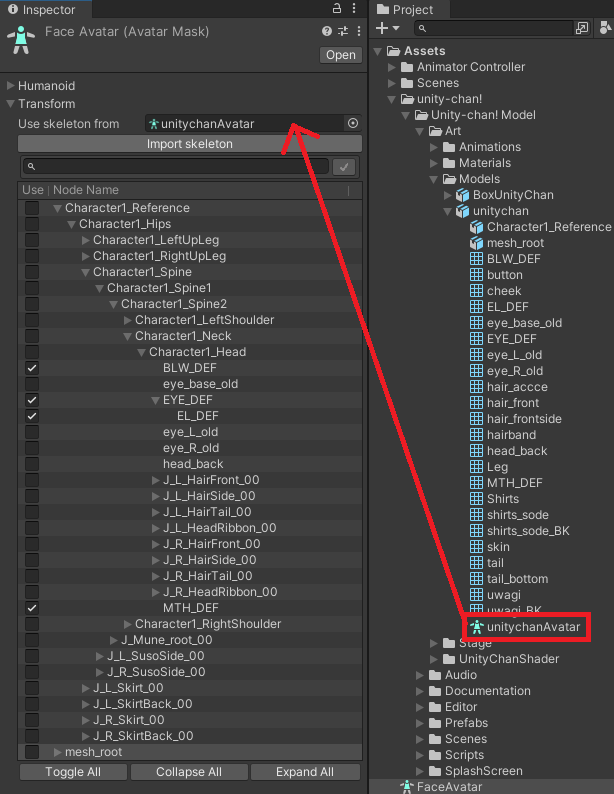 Inspector
Face Avatar (Avatar Mask)
Open
Humanoid
Transform
Use skeleton from
unitychanAvatar
Import skeleton
Use
Node Name
Character1_Reference
Character1_Hips
Character1_LeftUpLeg
Character1_RightUpLeg
Character1_Spine
Character1_Spine1
Character1_Spine2
Character1_LeftShoulder
Character1_Neck
Character1_Head
BLW_DEF
eye_base_old
EYE_DEF
EL_DEF
eye_L_old
eye_R_old
head_back
J_L_HairFront_00
J_L_HairSide_00
J_L_HairTail_00
J_L_HeadRibbon_00
J_R_HairFront_00
J_R_HairSide_00
J_R_HairTail_00
J_R_HeadRibbon_00
MTH_DEF
Character1_RightShoulder
J_Mune_root_00
J_L_SusoSide_00
J_R_SusoSide_00
J_L_Skirt_00
J_L_SkirtBack_00
J_R_Skirt_00
J_R_SkirtBack_00
mesh_root
Toggle All
Collapse All
Expand All
Project
Assets
Animator Controller
Scenes
unity-chan!
Unity-chan! Model
Art
Animations
Materials
Models
BoxUnityChan
unitychan
Character1_Reference
mesh_root
BLW_DEF
button
cheek
EL_DEF
eye_base_old
EYE_DEF
eye_L_old
eye_R_old
hair_accce
hair_front
hair_frontside
hairband
head_back
Leg
MTH_DEF
Shirts
shirts_sode
shirts_sode_BK
skin
tail
tail_bottom
uwagi
uwagi_BK
unitychanAvatar
Stage
UnityChanShader
Audio
Documentation
Editor
Prefabs
Scenes
Scripts
SplashScreen
FaceAvatar